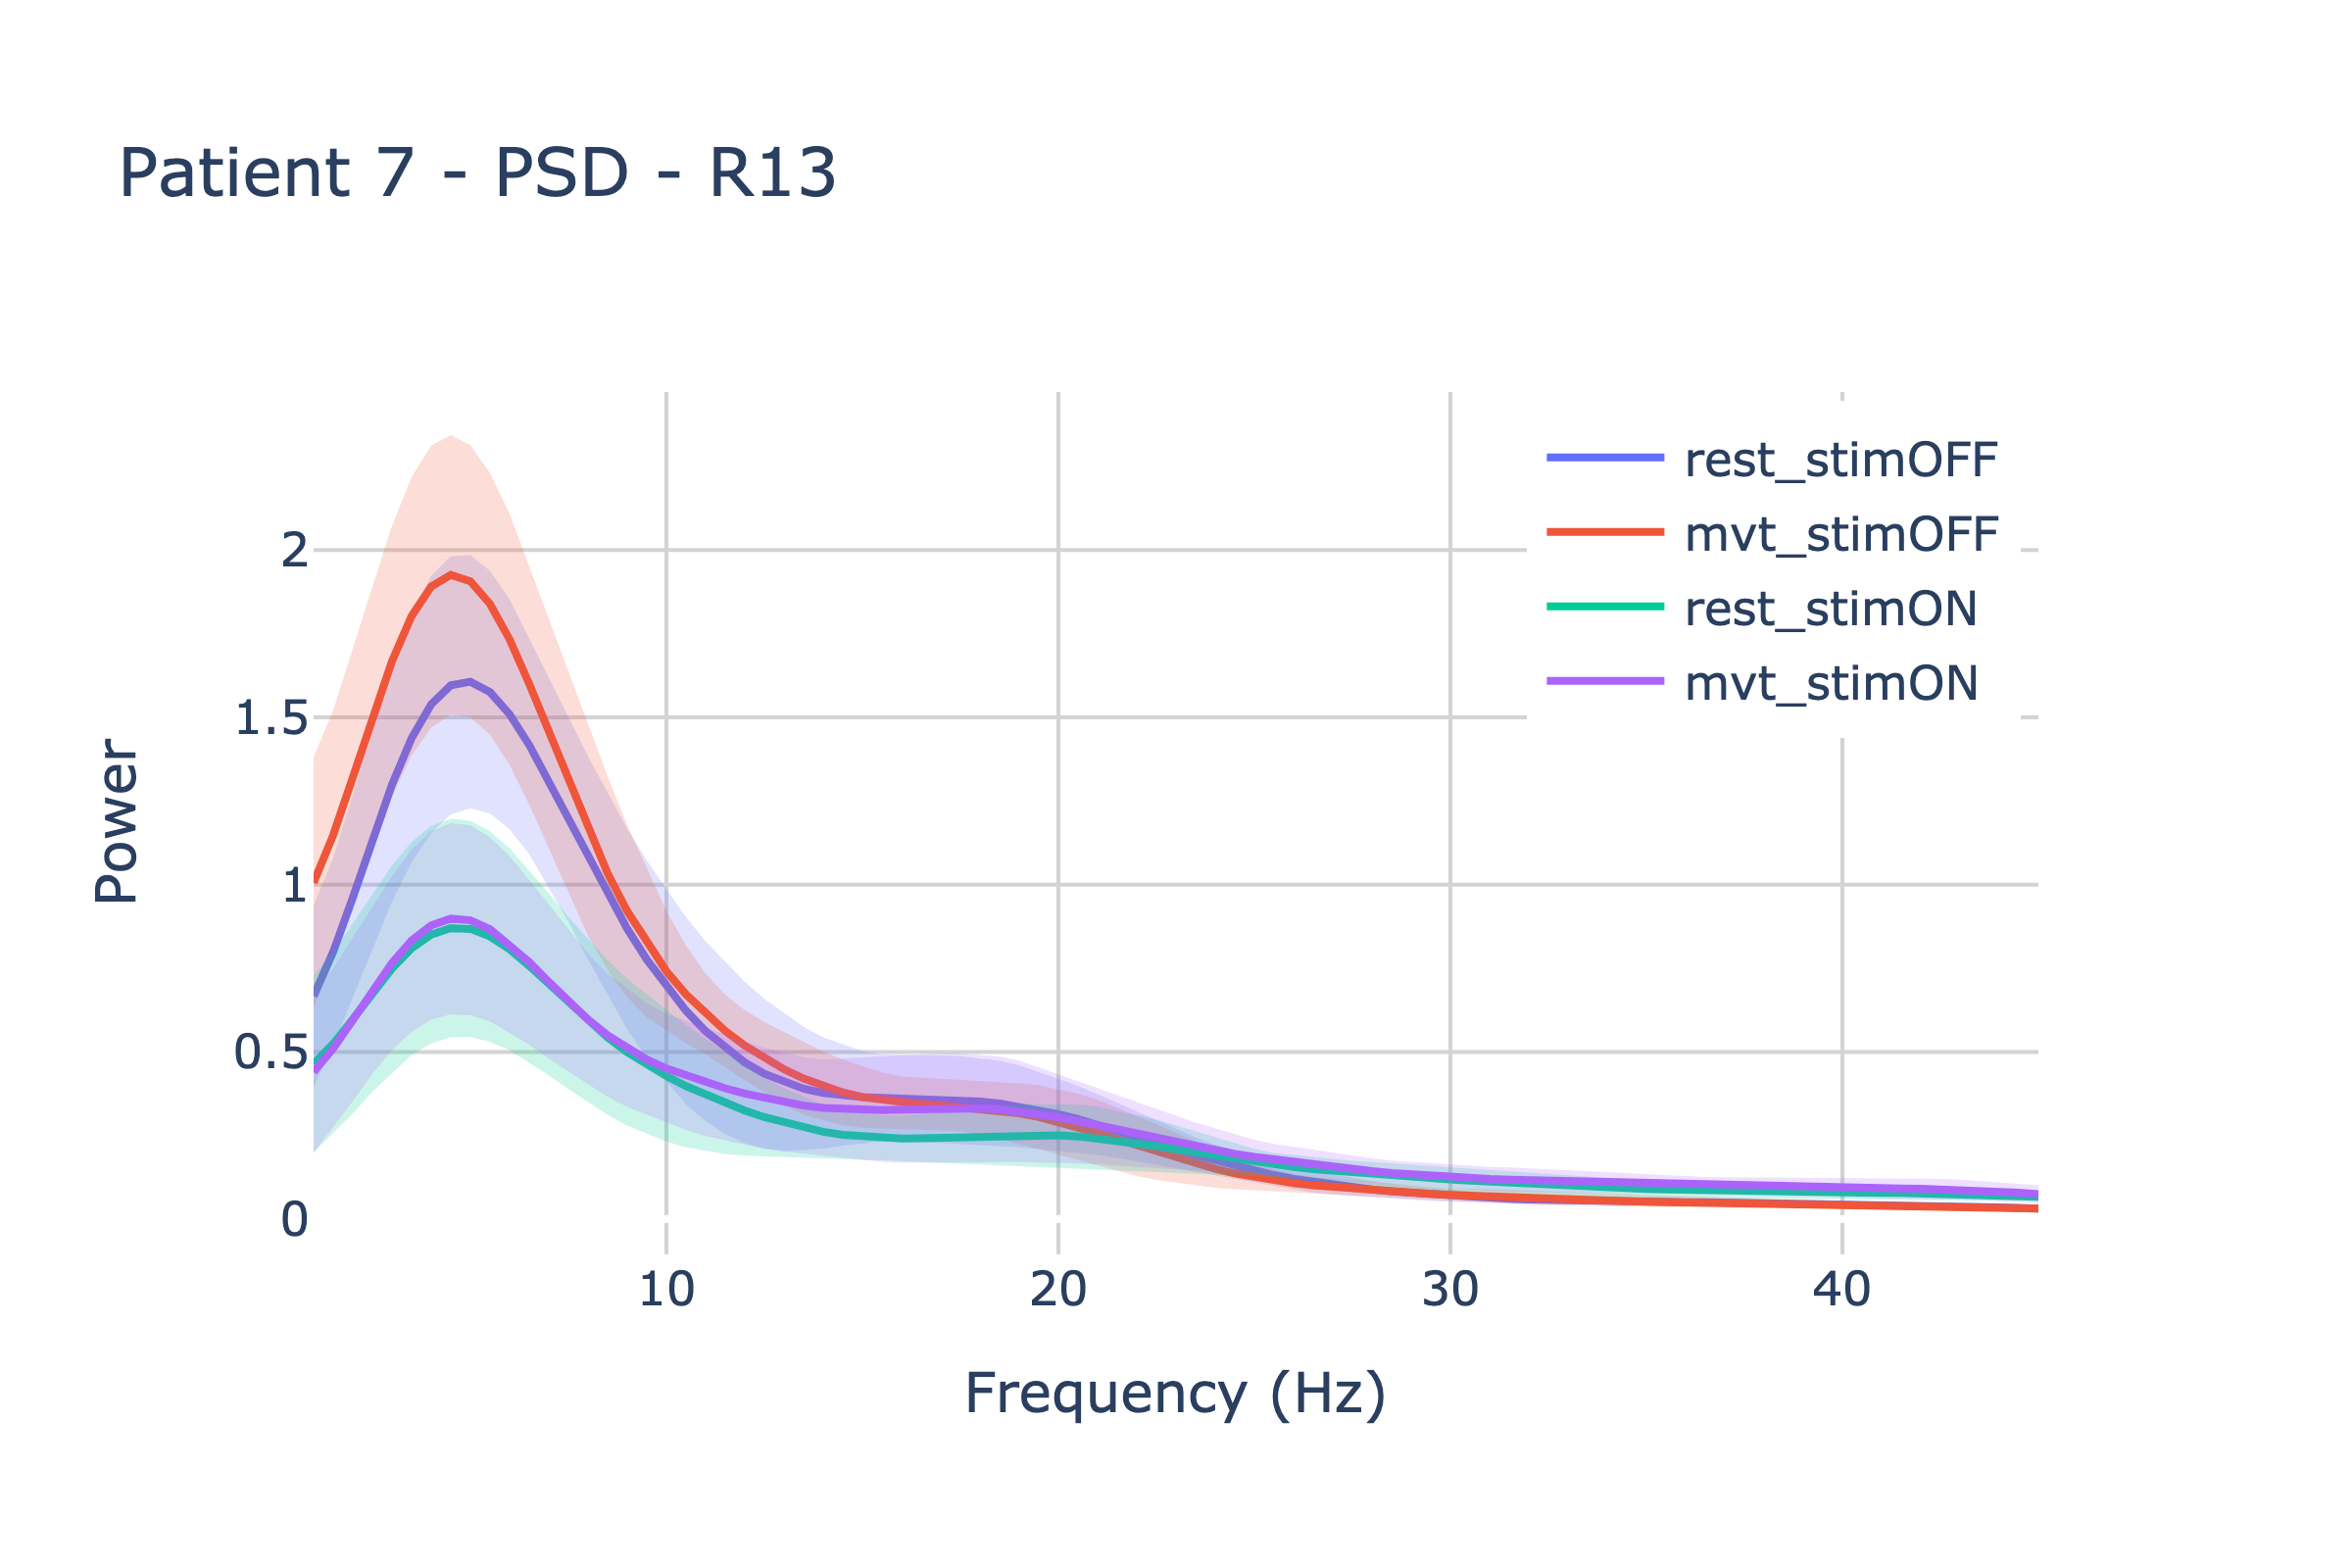 Patient 7 - PSD - R13
rest_stimOFF
mvt_stimOFF
rest_stimON
mvt_stimON
Power
2
1.5
1
0.5
0
10
20
30
40
Frequency (Hz)